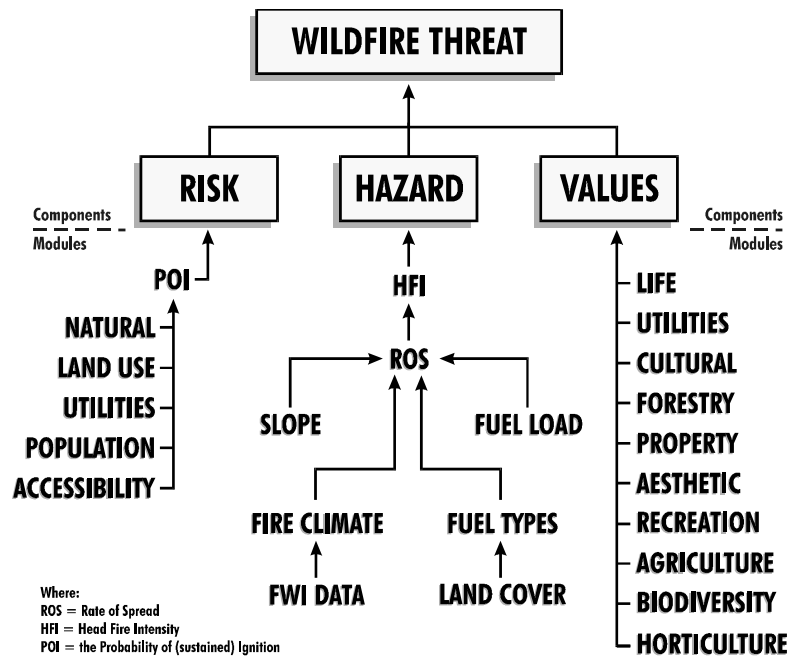 WILDFIRE THREAT
RISK
HAZARD
VALUES
Components
Modules
Components
Modules
POI
NATURAL
LAND USE
UTILITIES
POPULATION
ACCESSIBILITY
HFI
ROS
SLOPE
FUEL LOAD
FIRE CLIMATE
FUEL TYPES
FWI DATA
LAND COVER
LIFE
UTILITIES
CULTURAL
FORESTRY
PROPERTY
AESTHETIC
RECREATION
AGRICULTURE
BIODIVERSITY
HORTICULTURE
Where:
ROS = Rate of Spread
HFI = Head Fire Intensity
POI = the Probability of (sustained) Ignition